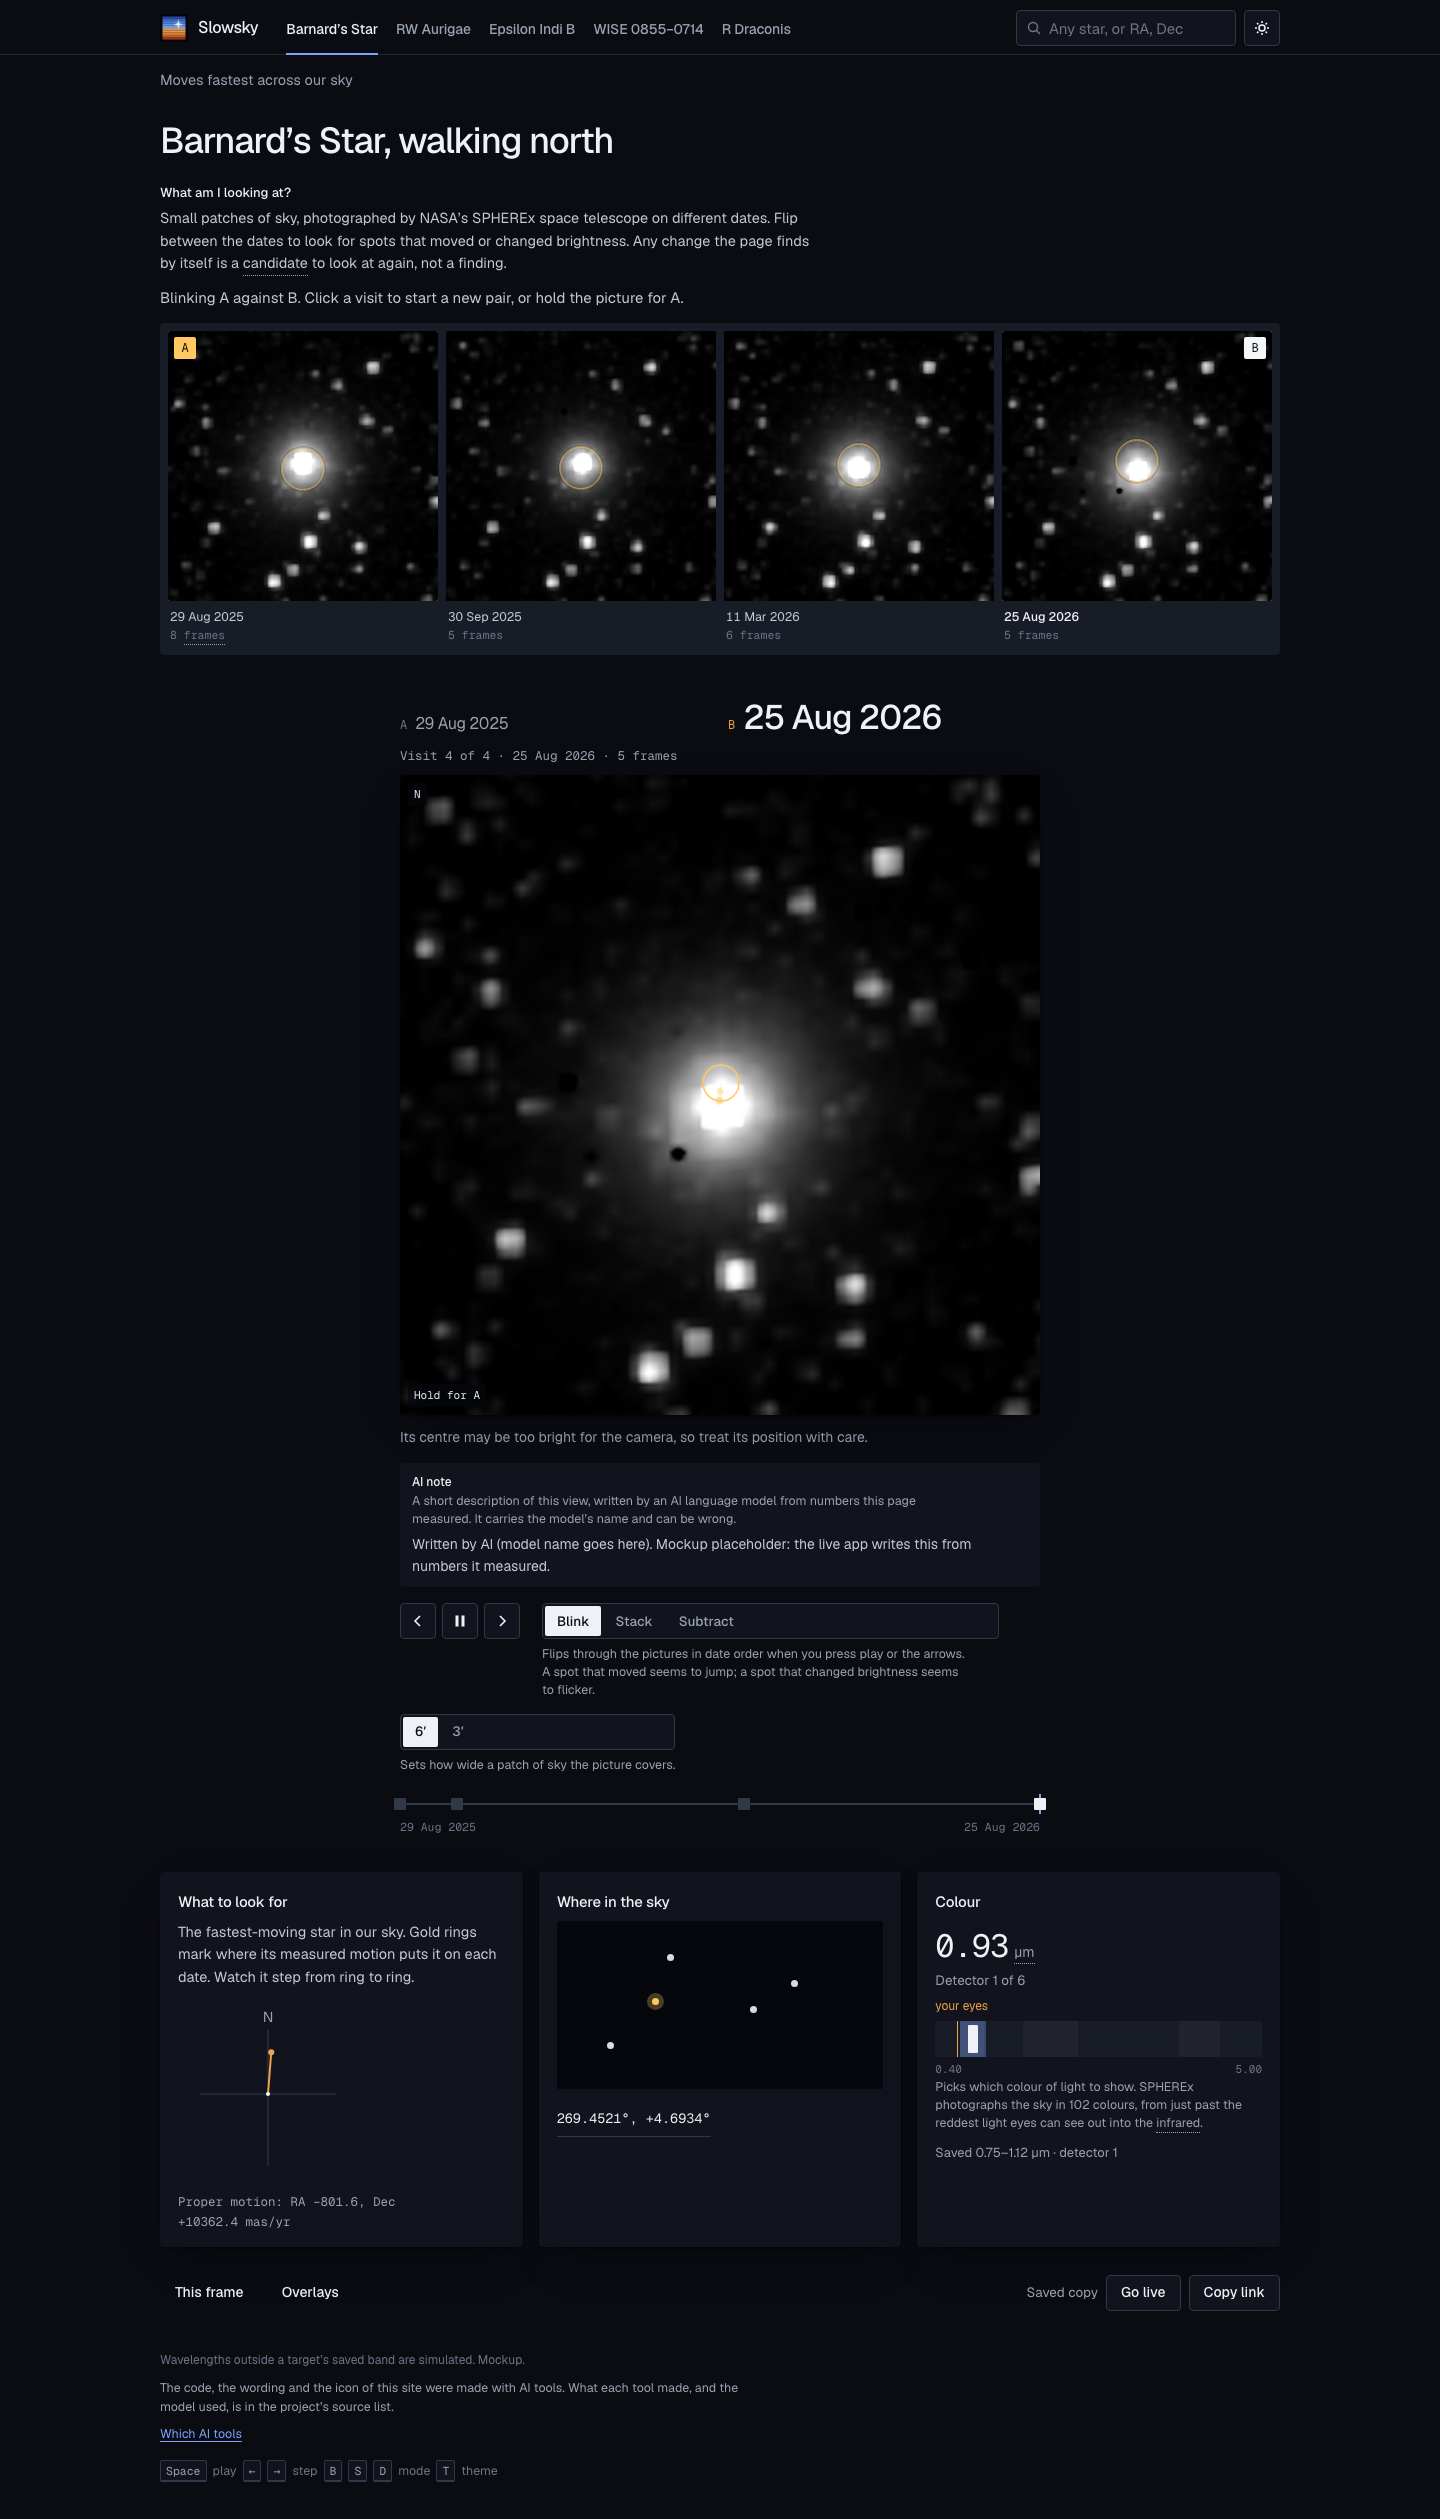 Slowsky
Barnard’s Star
RW Aurigae
Epsilon Indi B
WISE 0855−0714
R Draconis
Any star, or RA, Dec
Moves fastest across our sky
Barnard’s Star, walking north
What am I looking at?
Small patches of sky, photographed by NASA’s SPHEREx space telescope on different dates. Flip
between the dates to look for spots that moved or changed brightness. Any change the page finds
by itself is a candidate to look at again, not a finding.
Blinking A against B. Click a visit to start a new pair, or hold the picture for A.
A
B
29 Aug 2025
8 frames
30 Sep 2025
5 frames
11 Mar 2026
6 frames
25 Aug 2026
5 frames
A 29 Aug 2025
B 25 Aug 2026
Visit 4 of 4 · 25 Aug 2026 · 5 frames
N
Hold for A
Its centre may be too bright for the camera, so treat its position with care.
AI note
A short description of this view, written by an AI language model from numbers this page
measured. It carries the model’s name and can be wrong.
Written by AI (model name goes here). Mockup placeholder: the live app writes this from
numbers it measured.
Blink
Stack
Subtract
Flips through the pictures in date order when you press play or the arrows.
A spot that moved seems to jump; a spot that changed brightness seems
to flicker.
6′
3′
Sets how wide a patch of sky the picture covers.
29 Aug 2025
25 Aug 2026
What to look for
The fastest-moving star in our sky. Gold rings
mark where its measured motion puts it on each
date. Watch it step from ring to ring.
N
Proper motion: RA −801.6, Dec
+10362.4 mas/yr
Where in the sky
269.4521°, +4.6934°
Colour
0.93 µm
Detector 1 of 6
your eyes
0.40
5.00
Picks which colour of light to show. SPHEREx
photographs the sky in 102 colours, from just past the
reddest light eyes can see out into the infrared.
Saved 0.75–1.12 µm · detector 1
This frame
Overlays
Saved copy
Go live
Copy link
Wavelengths outside a target’s saved band are simulated. Mockup.
The code, the wording and the icon of this site were made with AI tools. What each tool made, and the
model used, is in the project’s source list.
Which AI tools
Space play ← → step B S D mode T theme